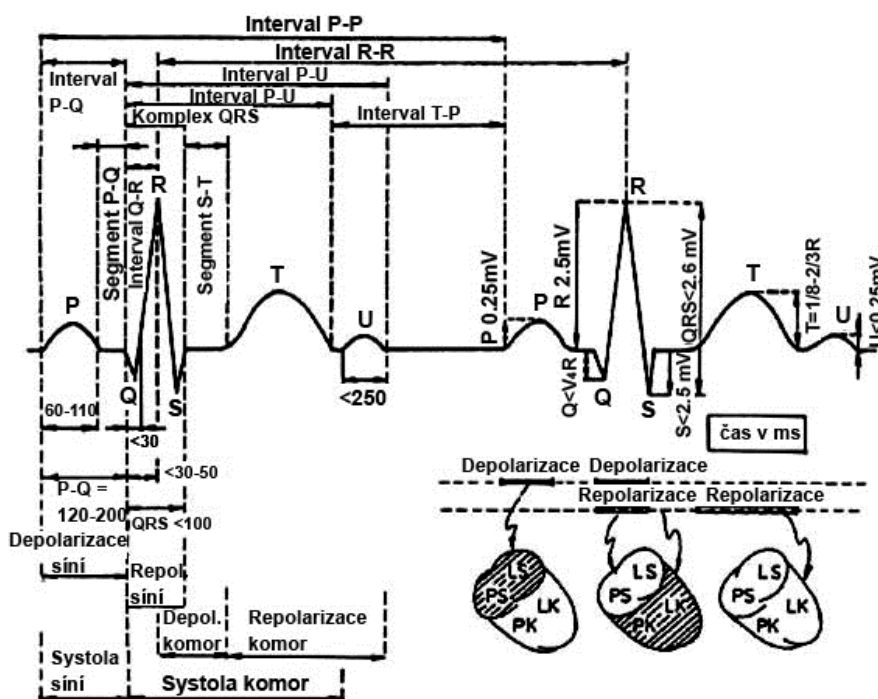 Interval P-P
Interval R-R
Interval
P-Q
Interval P-U
Interval P-U
Komplex QRS
Interval T-P
Segment P-Q
Interval Q-R
Segment S-T
R
P
Q
S
T
U
P 0.25mV
P
R 2.5mV
R
QRS<2.6 mV
Q<V₄R
Q
S
S<2.5 mV
T
T=1/8-2/3R
U
U<0.25mV
60-110
<30
<250
čas v ms
<30-50
P-Q =
120-200
QRS <100
Depolarizace
síní
Repol.
síní
Depol.
komor
Repolarizace
komor
Systola
síní
Systola komor
Depolarizace
Depolarizace
Repolarizace
Repolarizace
LS
PS
LK
PK
LS
PS
LK
PK
LS
PS
LK
PK